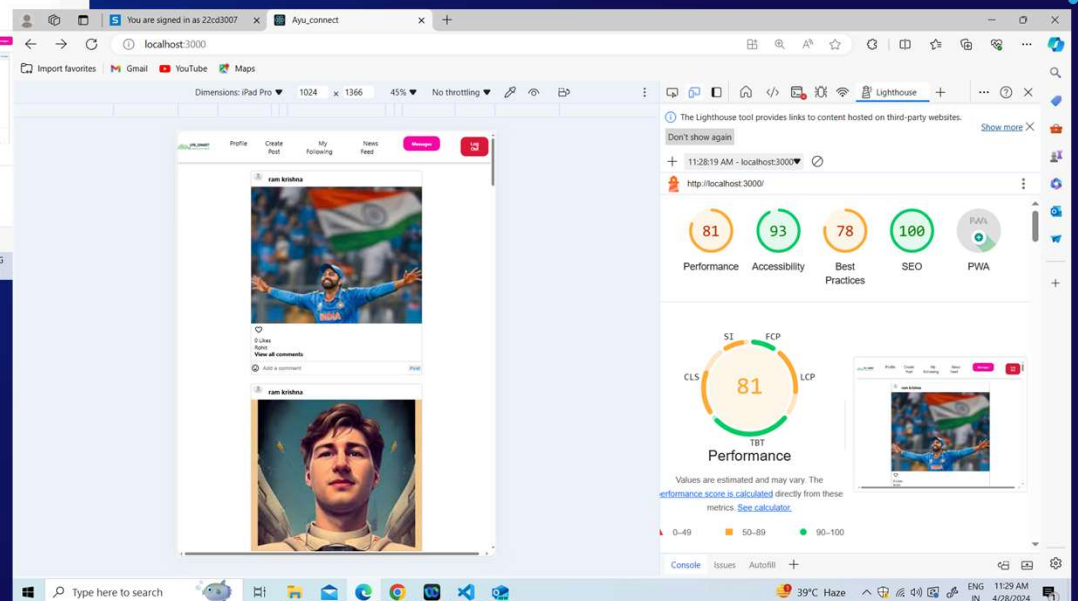 You are signed in as 22cd3007
Ayu_connect
localhost:3000
Import favorites
Gmail
YouTube
Maps
Dimensions: iPad Pro ▼ 1024 x 1366 45% ▼ No throttling ▼
Lighthouse
The Lighthouse tool provides links to content hosted on third-party websites.
Show more
Don't show again
11:28:19 AM - localhost:3000▼
http://localhost:3000/
Profile
Create Post
My Following
News Feed
Messages
Log Out
ram krishna
INDIA
0 Likes
Rohit
View all comments
Add a comment
Post
ram krishna
81
Performance
93
Accessibility
78
Best Practices
100
SEO
PWA
PWA
SI
FCP
CLS
LCP
81
TBT
Performance
Values are estimated and may vary. The
erformance score is calculated directly from these
metrics. See calculator.
0–49
50–89
90–100
Console
Issues
Autofill
Type here to search
39°C Haze
ENG
IN
11:29 AM
4/28/2024